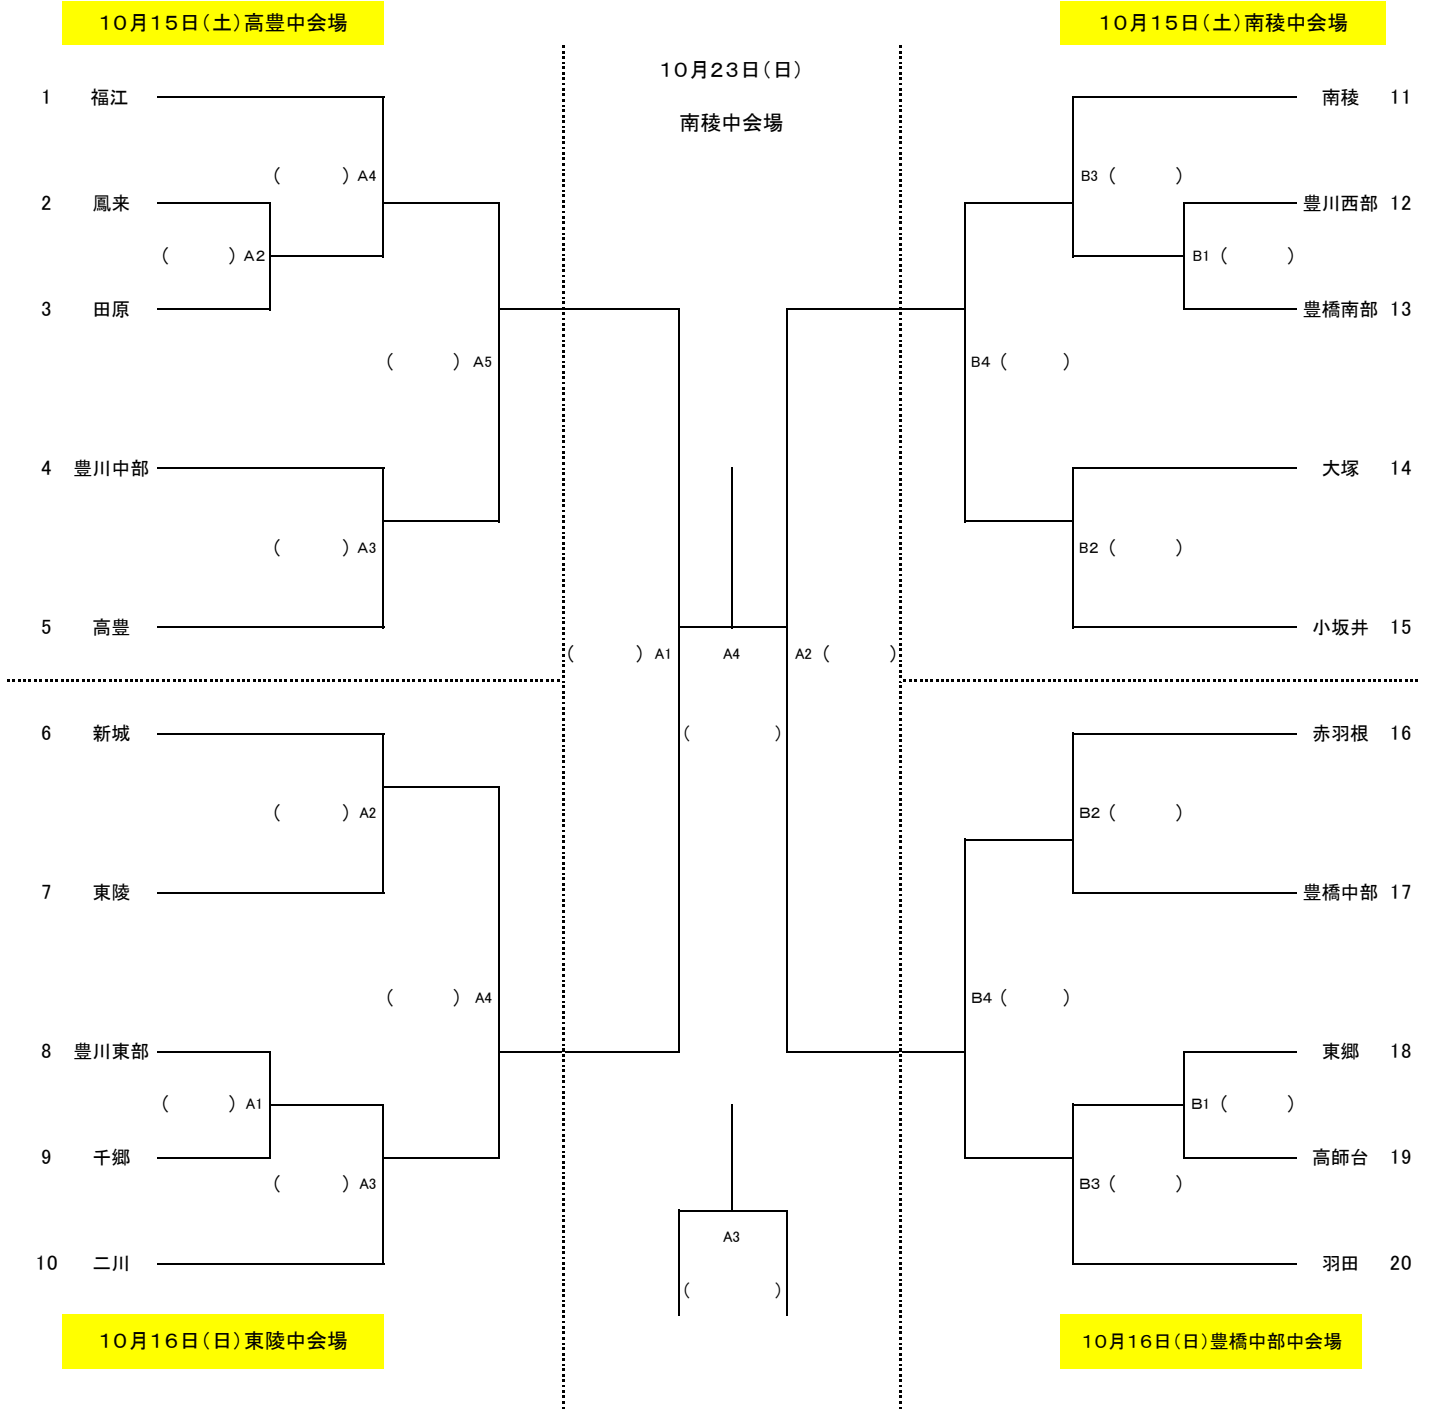 10月15日(土)高豊中会場
10月15日(土)南稜中会場
10月23日(日)
南稜中会場
1 福江
南稜 11
( ) A4
B3 ( )
2 鳳来
豊川西部 12
( ) A2
B1 ( )
3 田原
豊橋南部 13
( ) A5
B4 ( )
4 豊川中部
大塚 14
( ) A3
B2 ( )
5 高豊
小坂井 15
( ) A1
A4
A2 ( )
6 新城
( )
赤羽根 16
( ) A2
B2 ( )
7 東陵
豊橋中部 17
( ) A4
B4 ( )
8 豊川東部
東郷 18
( ) A1
B1 ( )
9 千郷
高師台 19
( ) A3
B3 ( )
A3
10 二川
羽田 20
( )
10月16日(日)東陵中会場
10月16日(日)豊橋中部中会場